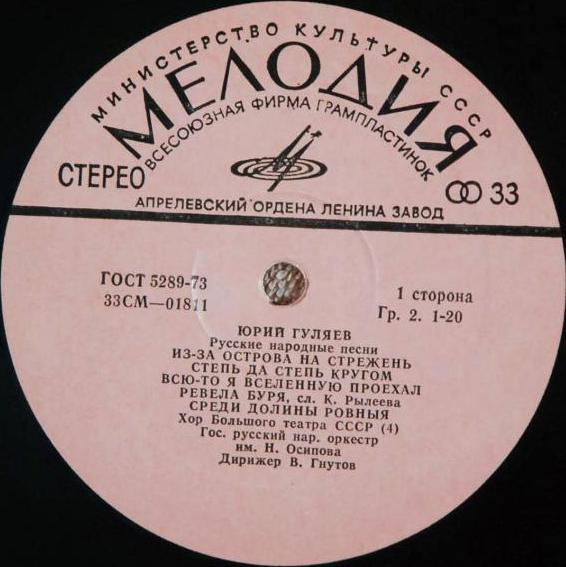 МИНИСТЕРСТВО КУЛЬТУРЫ СССР
МЕЛОДИЯ
ВСЕСОЮЗНАЯ ФИРМА ГРАМПЛАСТИНОК
СТЕРЕО
33
АПРЕЛЕВСКИЙ ОРДЕНА ЛЕНИНА ЗАВОД
ГОСТ 5289-73
33СМ—01811
1 сторона
Гр. 2. 1-20
ЮРИЙ ГУЛЯЕВ
Русские народные песни
ИЗ-ЗА ОСТРОВА НА СТРЕЖЕНЬ
СТЕПЬ ДА СТЕПЬ КРУГОМ
ВСЮ-ТО Я ВСЕЛЕННУЮ ПРОЕХАЛ
РЕВЕЛА БУРЯ, сл. К. Рылеева
СРЕДИ ДОЛИНЫ РОВНЫЯ
Хор Большого театра СССР (4)
Гос. русский нар. оркестр
им. Н. Осипова
Дирижер В. Гнутов